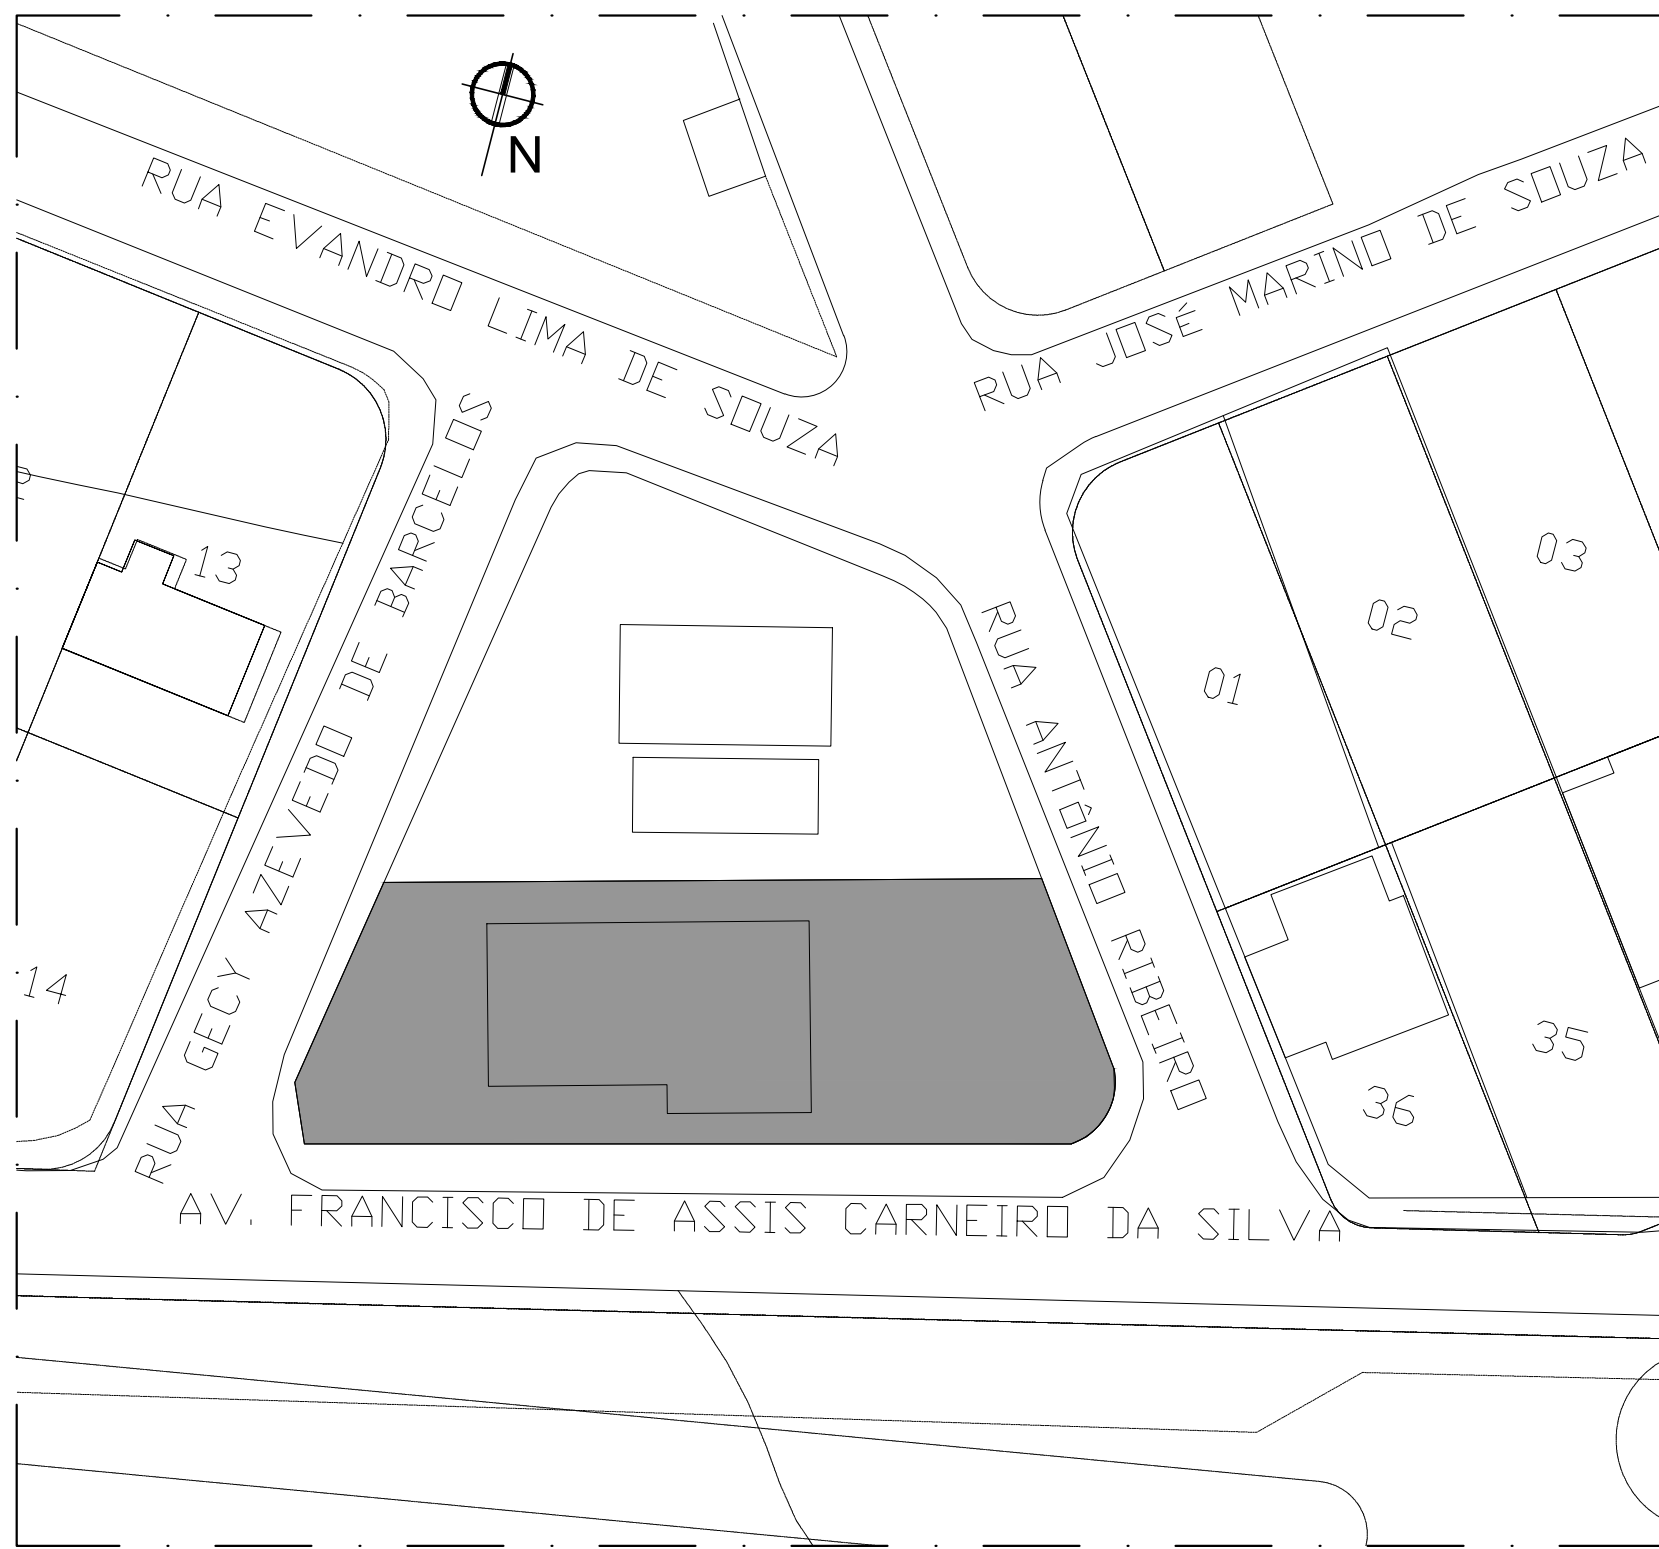 N
RUA EVANDRO LIMA DE SOUZA
RUA JOSÉ MARINO DE SOUZA
RUA GECY AZEVEDO DE BARCELOS
RUA ANTÔNIO RIBEIRO
13
03
02
01
14
35
36
AV. FRANCISCO DE ASSIS CARNEIRO DA SILVA